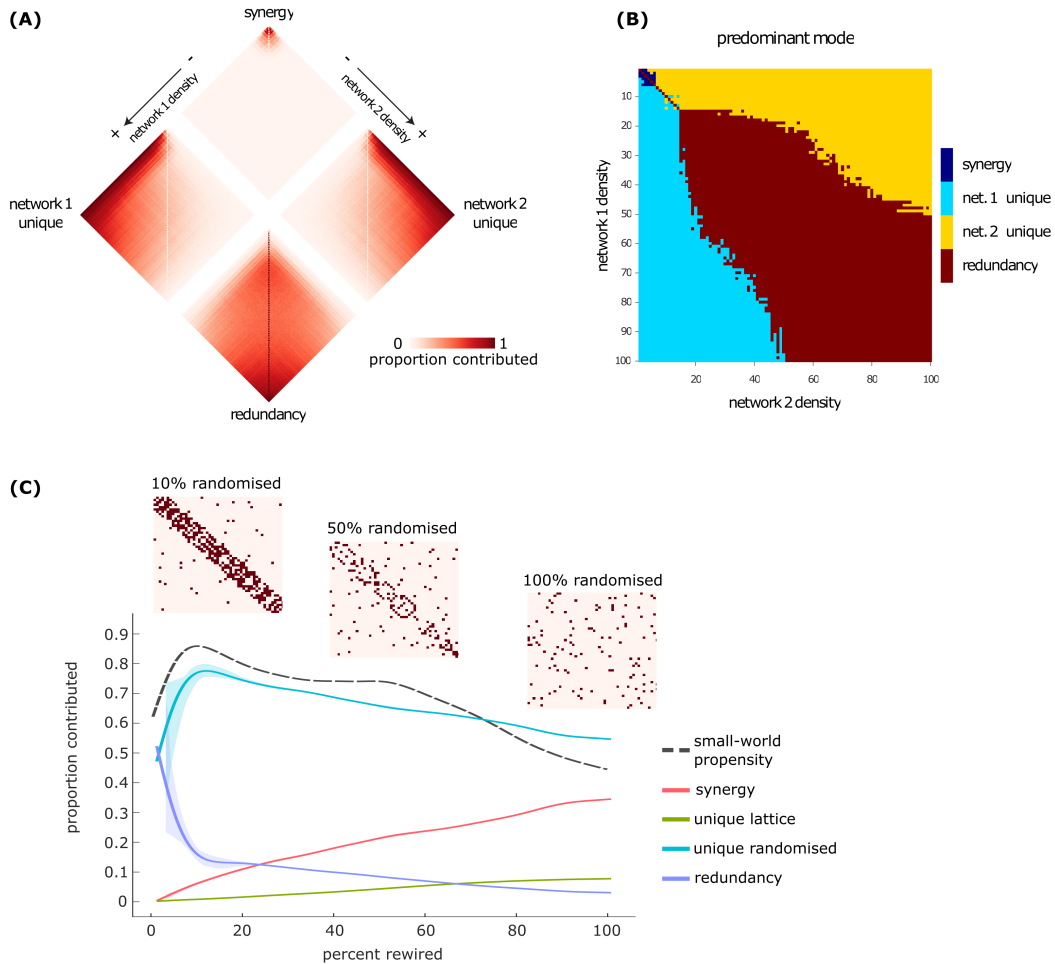 (A)
synergy
-
-
network 1 density
network 2 density
+
+
network 1
unique
network 2
unique
0
1
proportion contributed
redundancy
(B)
predominant mode
10
20
30
40
50
60
70
80
90
100
network 1 density
20
40
60
80
100
network 2 density
synergy
net. 1 unique
net. 2 unique
redundancy
(C)
10% randomised
50% randomised
100% randomised
0.9
0.8
0.7
0.6
0.5
0.4
0.3
0.2
0.1
0
proportion contributed
0
20
40
60
80
100
percent rewired
small-world
propensity
synergy
unique lattice
unique randomised
redundancy